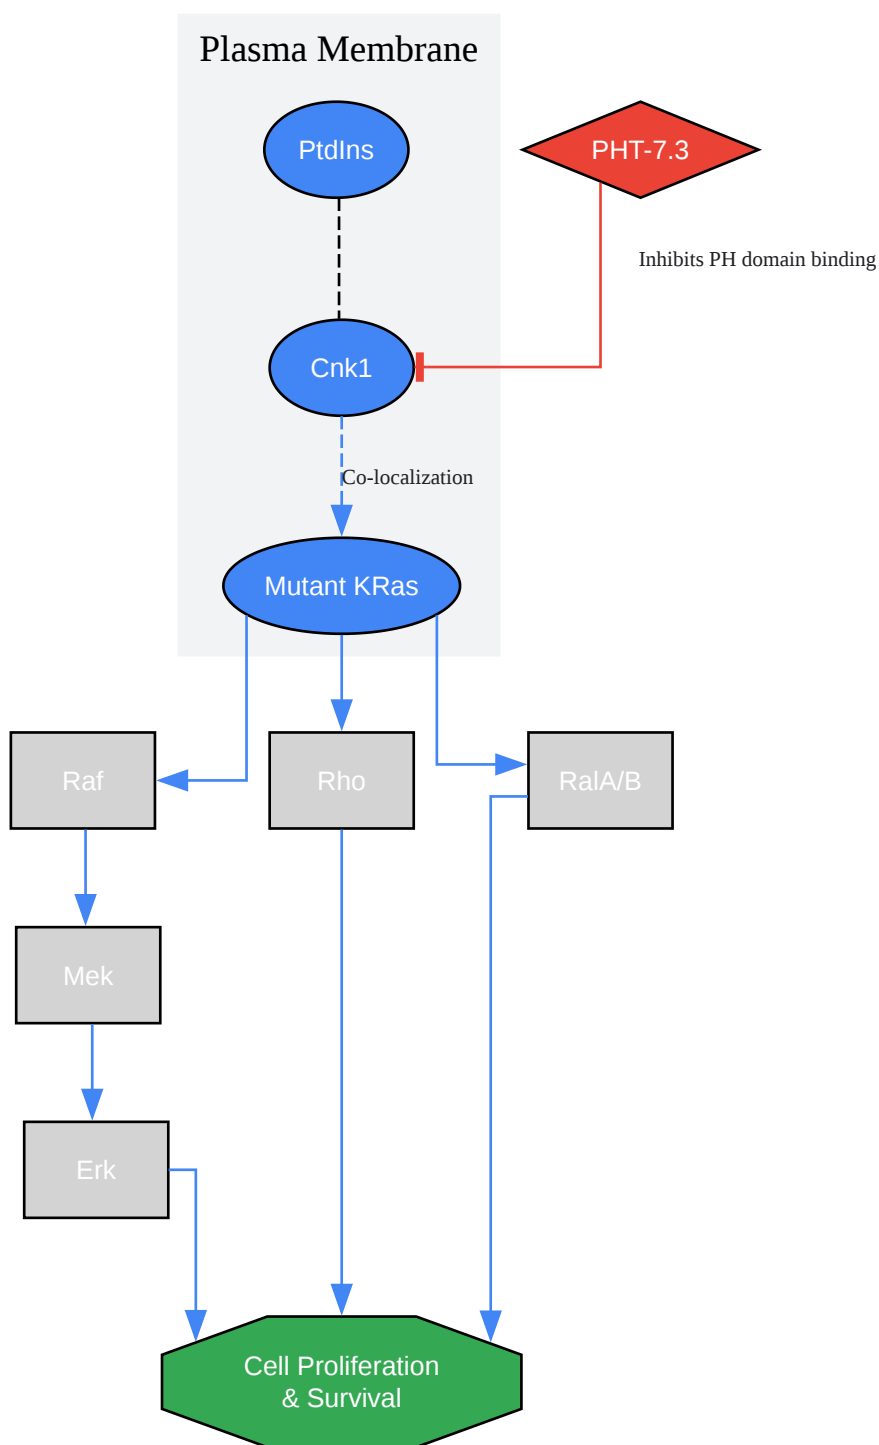 Plasma Membrane
PtdIns
PHT-7.3
Inhibits PH domain binding
Cnk1
Co-localization
Mutant KRas
Raf
Rho
RalA/B
Mek
Erk
Cell Proliferation
& Survival